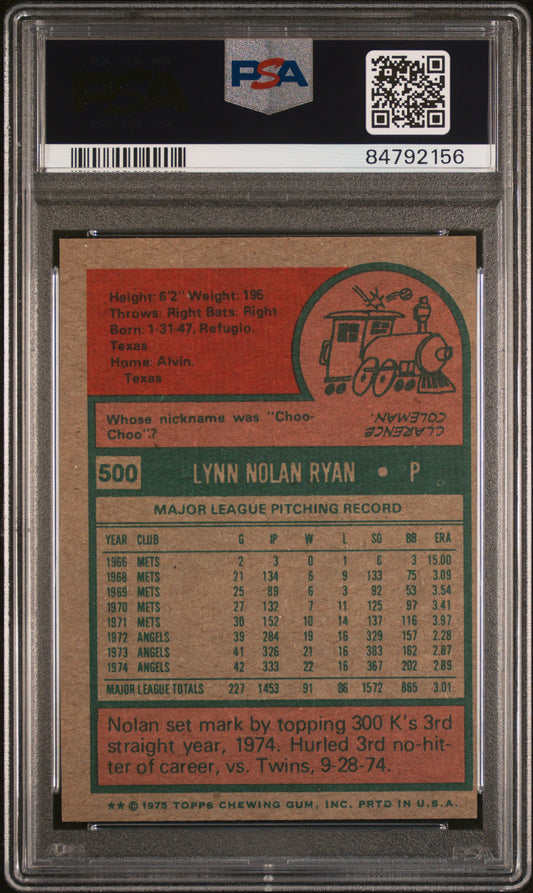 PSA
84792156
Height: 6'2" Weight: 195
Throws: Right Bats: Right
Born: 1-31-47, Refugio,
Texas
Home: Alvin,
Texas
Whose nickname was "Choo-
Choo"?
CLARENCE
COLEMAN.
500 LYNN NOLAN RYAN • P
MAJOR LEAGUE PITCHING RECORD
YEAR CLUB G IP W L SO BB ERA
1966 METS 2 3 0 1 6 3 15.00
1968 METS 21 134 6 9 133 75 3.09
1969 METS 25 89 6 3 92 53 3.54
1970 METS 27 132 7 11 125 97 3.41
1971 METS 30 152 10 14 137 116 3.97
1972 ANGELS 39 284 19 16 329 157 2.28
1973 ANGELS 41 326 21 16 383 162 2.87
1974 ANGELS 42 333 22 16 367 202 2.89
MAJOR LEAGUE TOTALS 227 1453 91 86 1572 865 3.01
Nolan set mark by topping 300 K's 3rd
straight year, 1974. Hurled 3rd no-hit-
ter of career, vs. Twins, 9-28-74.
** © 1975 TOPPS CHEWING GUM, INC. PRTD IN U.S.A.